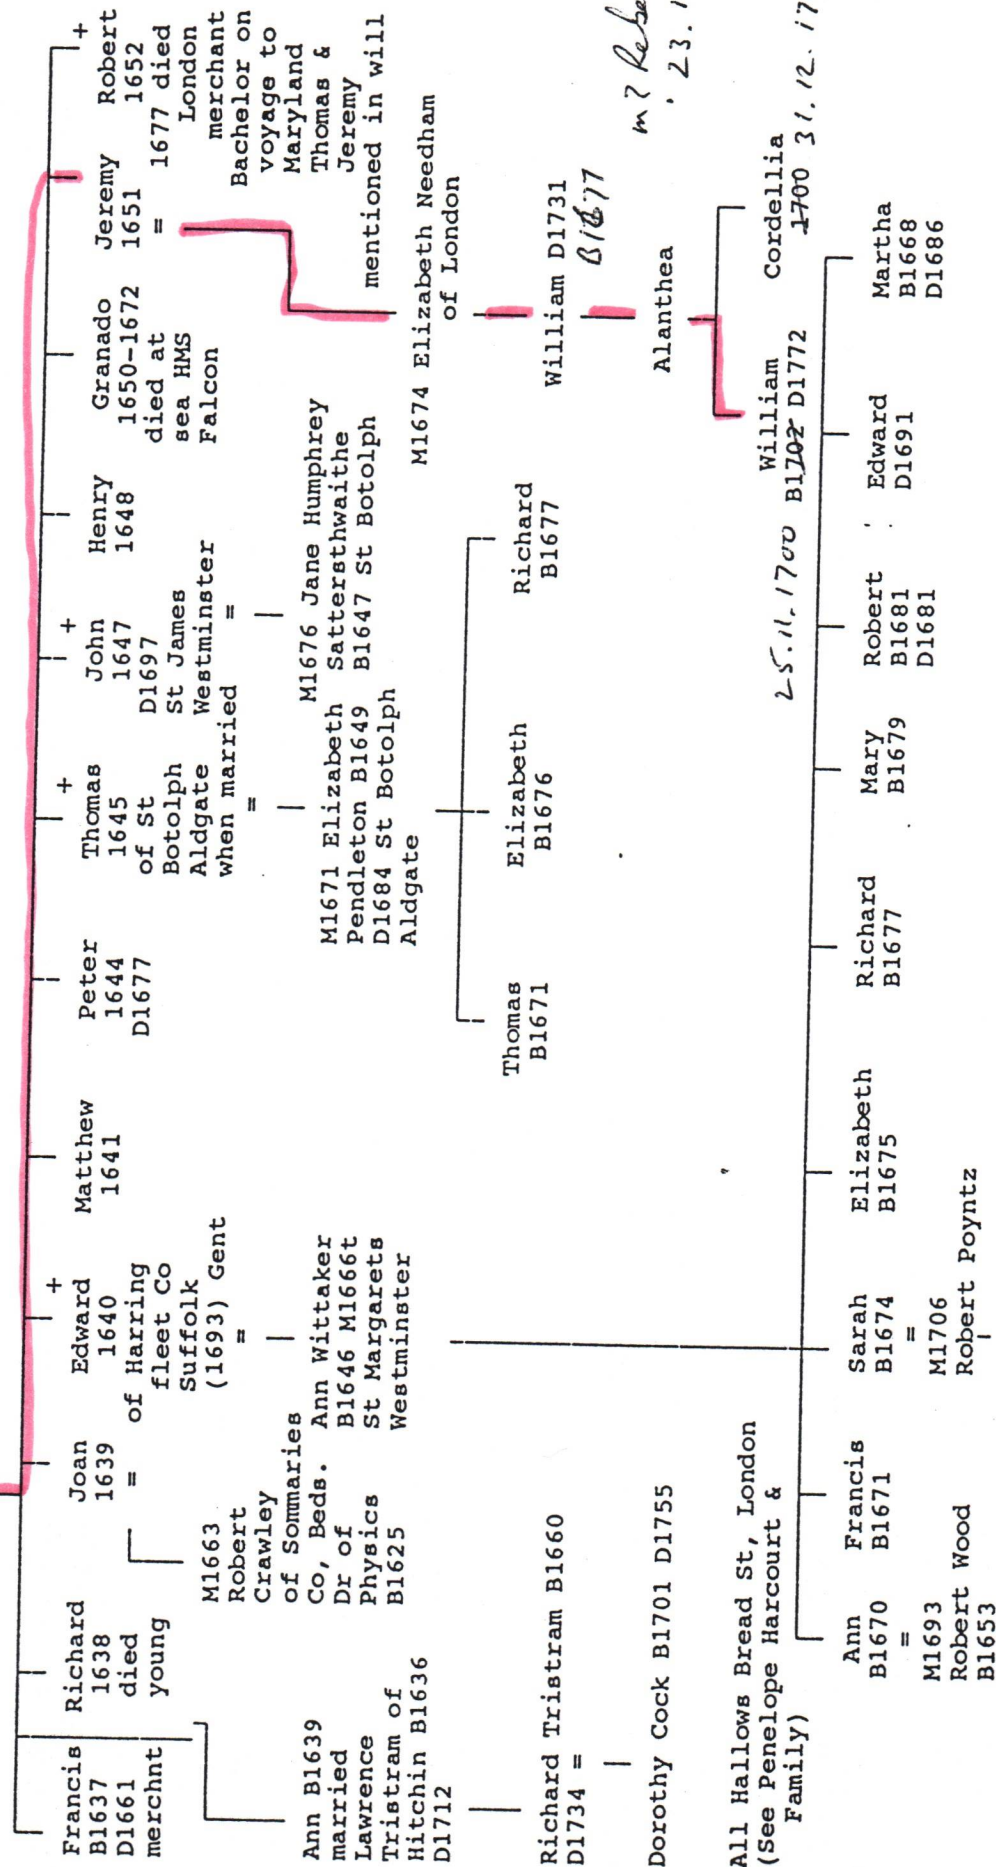 Francis
B1637
D1661
merchnt
Richard
1638
died
young
Joan
1639
=
M1663
Robert
Crawley
of Sommaries
Co, Beds.
Dr of
Physics
B1625
+
Edward
1640
of Harring
fleet Co
Suffolk
(1693) Gent
=
Ann Wittaker
B1646 M1666t
St Margarets
Westminster
Matthew
1641
Peter
1644
D1677
+
Thomas
1645
of St
Botolph
Aldgate
when married
=
M1671 Elizabeth
Pendleton B1649
D1684 St Botolph
Aldgate
+
John
1647
D1697
St James
Westminster
=
M1676 Jane Humphrey
Sattersthwaithe
B1647 St Botolph
Henry
1648
Granado
1650-1672
died at
sea HMS
Falcon
Jeremy
1651
=
+
Robert
1652
1677 died
London
merchant
Bachelor on
voyage to
Maryland
Thomas &
Jeremy
mentioned in will
M1674 Elizabeth Needham
of London
Ann B1639
married
Lawrence
Tristram of
Hitchin B1636
D1712
Richard Tristram B1660
D1734 =
Dorothy Cock B1701 D1755
Thomas
B1671
Elizabeth
B1676
Richard
B1677
William D1731
B1677
m?
23.1
Alanthea
William
25.11.1700 B1702 D1772
Cordellia
1700 31.12.17
All Hallows Bread St, London
(See Penelope Harcourt &
Family)
Ann
B1670
=
M1693
Robert Wood
B1653
Francis
B1671
Sarah
B1674
=
M1706
Robert Poyntz
Elizabeth
B1675
Richard
B1677
Mary
B1679
Robert
B1681
D1681
Edward
D1691
Martha
B1668
D1686